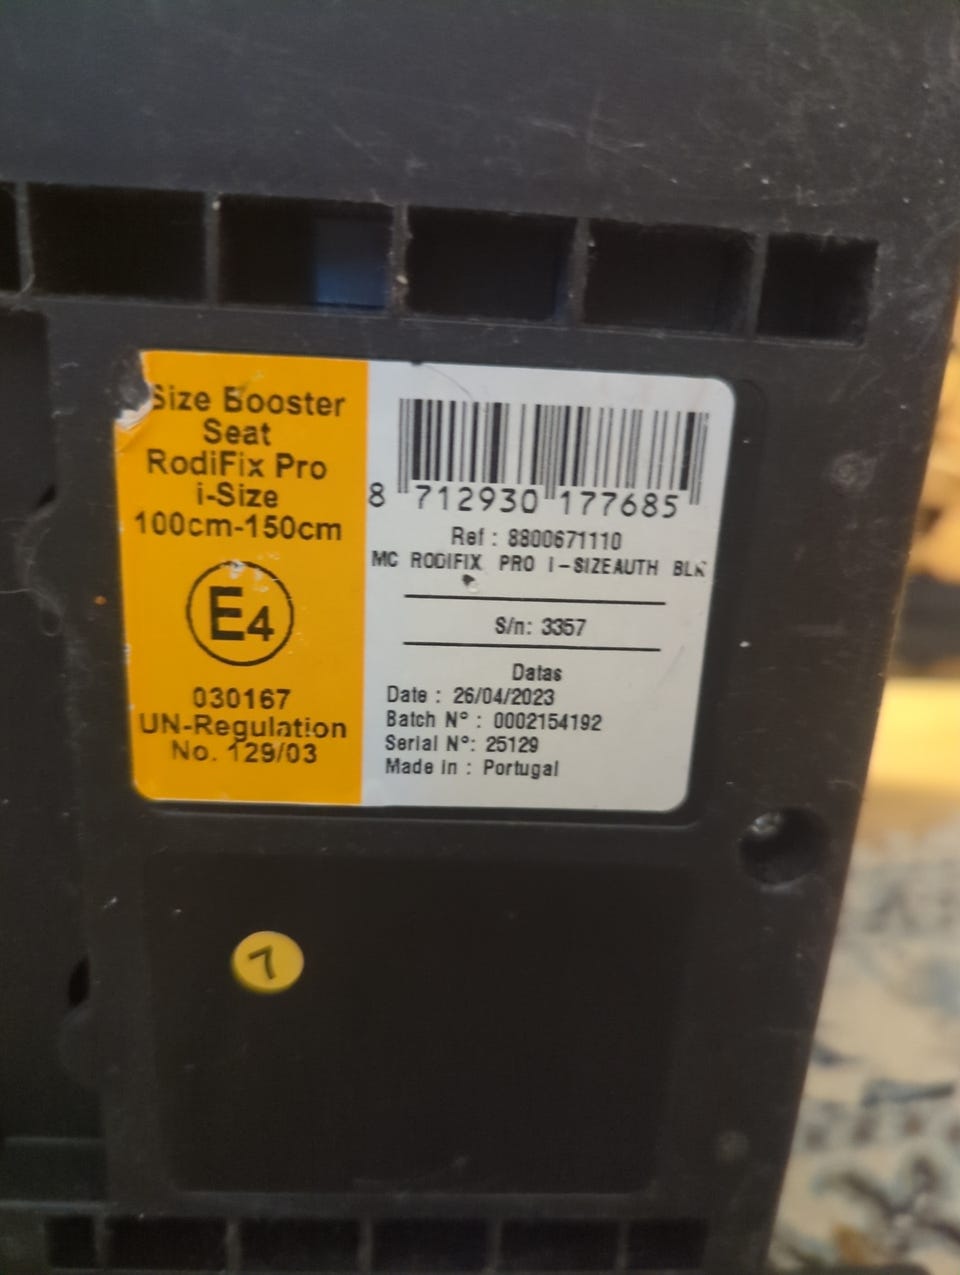 Size Booster
Seat
RodiFix Pro
i-Size
100cm-150cm
E4
030167
UN-Regulation
No. 129/03
8 712930 177685
Ref : 8800671110
MC RODIFIX PRO I-SIZEAUTH BLK
S/n: 3357
Datas
Date : 26/04/2023
Batch N° : 0002154192
Serial N°: 25129
Made in : Portugal
7